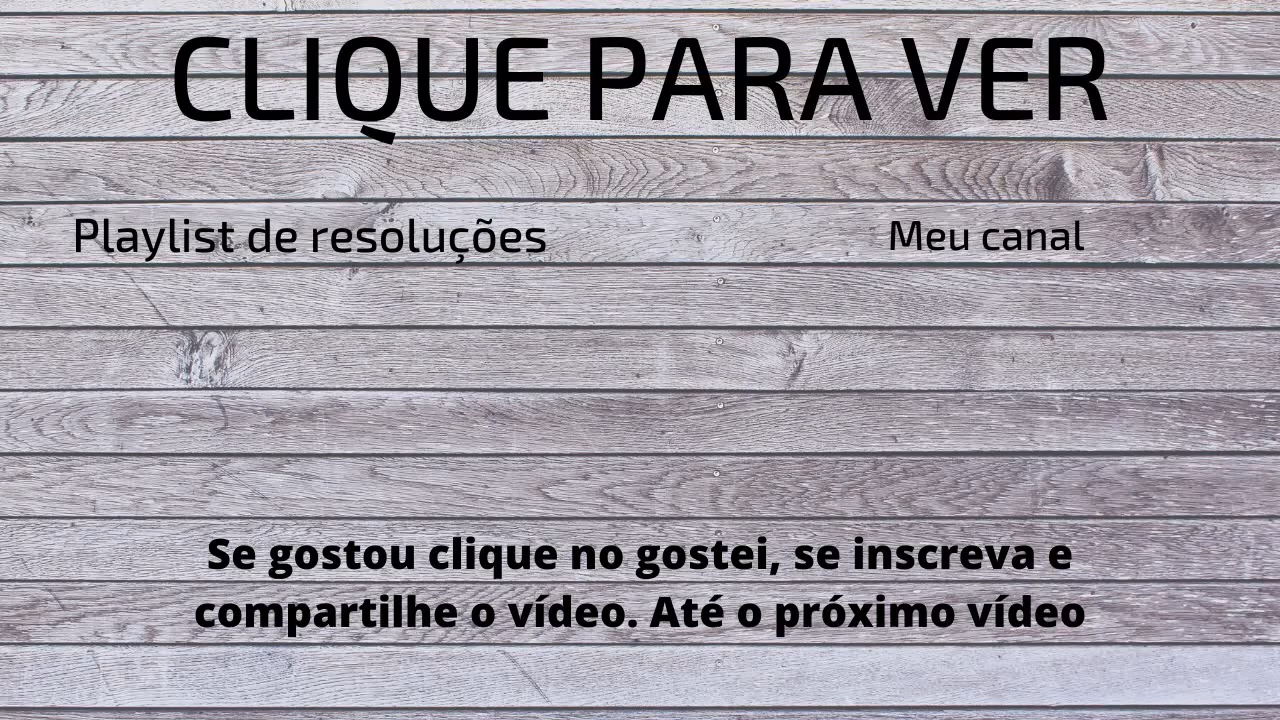 CLIQUE PARA VER
Playlist de resoluções
Meu canal
Se gostou clique no gostei, se inscreva e
compartilhe o vídeo. Até o próximo vídeo